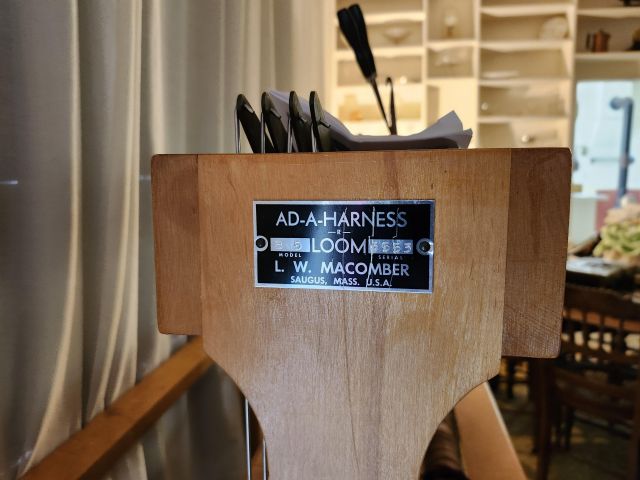 AD-A-HARNESS
-R-
LOOM
MODEL SERIAL
L. W. MACOMBER
SAUGUS, MASS. U.S.A.